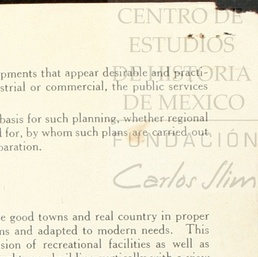 CENTRO DE
ESTUDIOS
pments that appear desirable and practi-
DE HISTORIA
strial or commercial, the public services
DE MEXICO
basis for such planning, whether regional
d for, by whom such plans are carried out
FUNDACIÓN
paration.
Carlos Slim
e good towns and real country in proper
ns and adapted to modern needs. This
sion of recreational facilities as well as